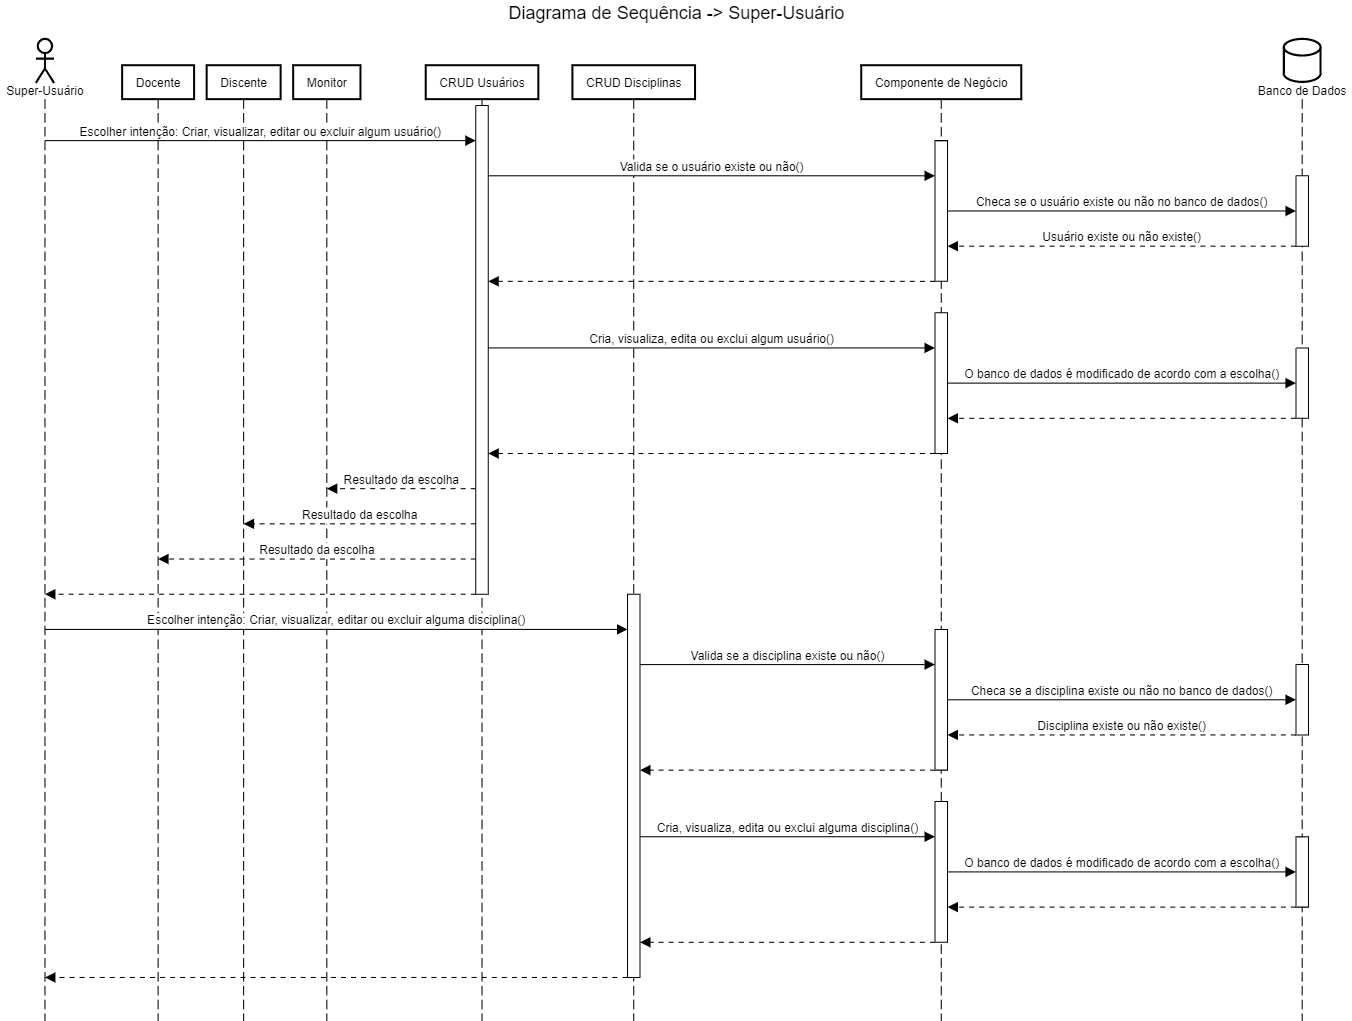 Diagrama de Sequência -> Super-Usuário
Super-Usuário
Docente
Discente
Monitor
CRUD Usuários
CRUD Disciplinas
Componente de Negócio
Banco de Dados
Escolher intenção: Criar, visualizar, editar ou excluir algum usuário()
Valida se o usuário existe ou não()
Checa se o usuário existe ou não no banco de dados()
Usuário existe ou não existe()
Cria, visualiza, edita ou exclui algum usuário()
O banco de dados é modificado de acordo com a escolha()
Resultado da escolha
Resultado da escolha
Resultado da escolha
Escolher intenção: Criar, visualizar, editar ou excluir alguma disciplina()
Valida se a disciplina existe ou não()
Checa se a disciplina existe ou não no banco de dados()
Disciplina existe ou não existe()
Cria, visualiza, edita ou exclui alguma disciplina()
O banco de dados é modificado de acordo com a escolha()